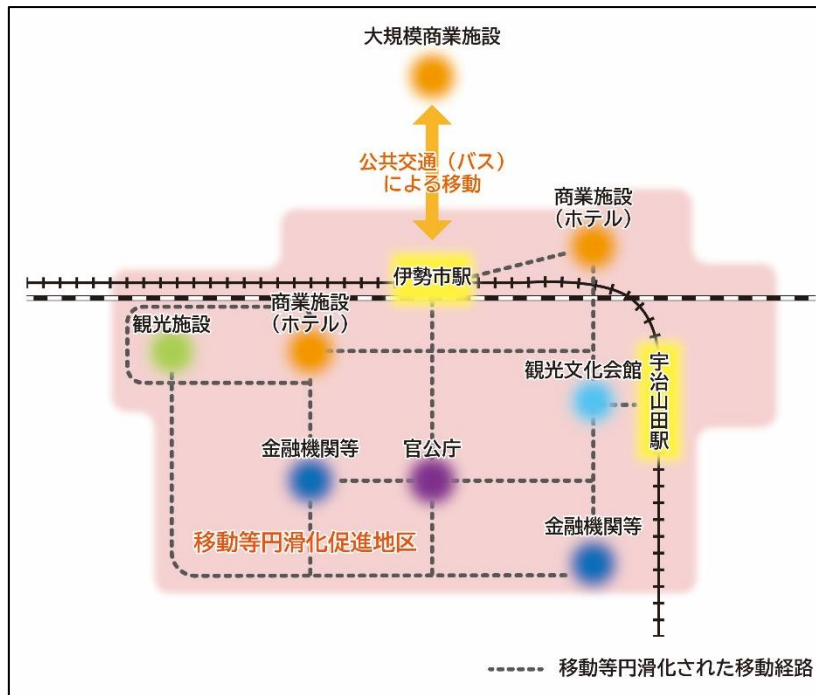 大規模商業施設
公共交通（バス）
による移動
商業施設
（ホテル）
伊勢市駅
観光施設
商業施設
（ホテル）
観光文化会館
宇治山田駅
金融機関等
官公庁
金融機関等
移動等円滑化促進地区
移動等円滑化された移動経路